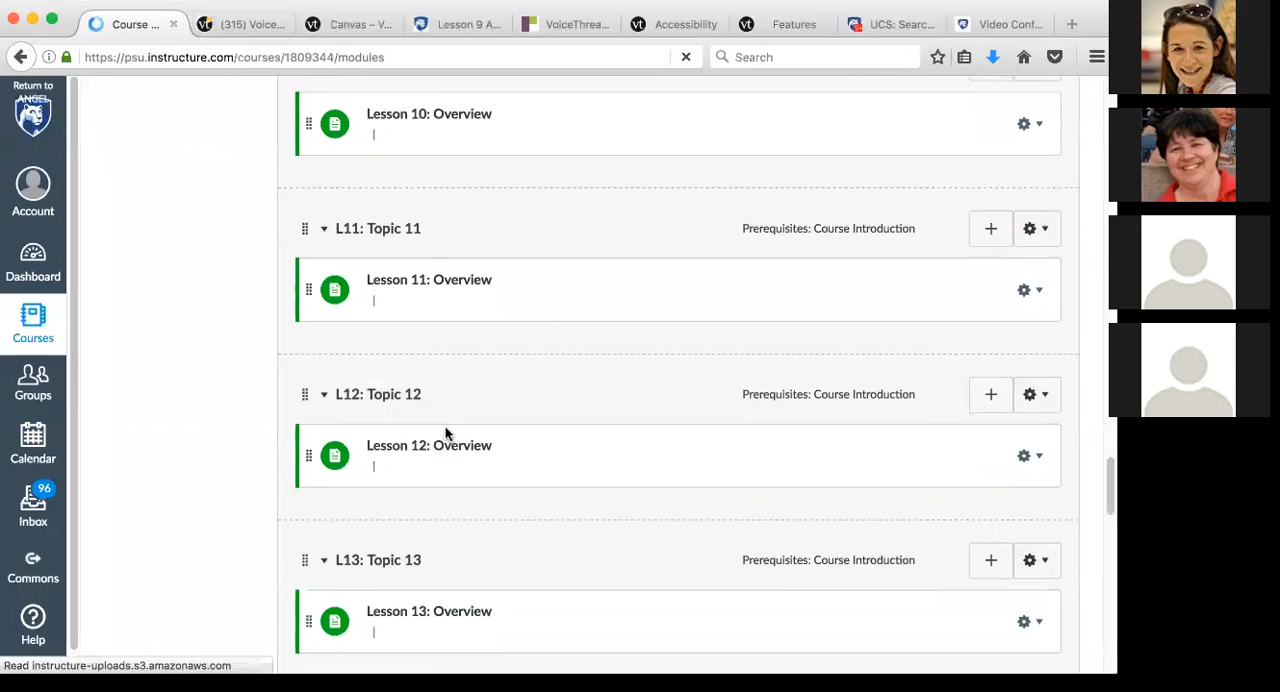 Course ...
(315) Voice...
Canvas – V...
Lesson 9 A...
VoiceThrea...
Accessibility
Features
UCS: Searc...
Video Conf...
https://psu.instructure.com/courses/1809344/modules
Search
Return to
ANGEL
Account
Dashboard
Courses
Groups
Calendar
96
Inbox
Commons
Help
Lesson 10: Overview
|
L11: Topic 11
Prerequisites: Course Introduction
Lesson 11: Overview
|
L12: Topic 12
Prerequisites: Course Introduction
Lesson 12: Overview
|
L13: Topic 13
Prerequisites: Course Introduction
Lesson 13: Overview
|
Read instructure-uploads.s3.amazonaws.com